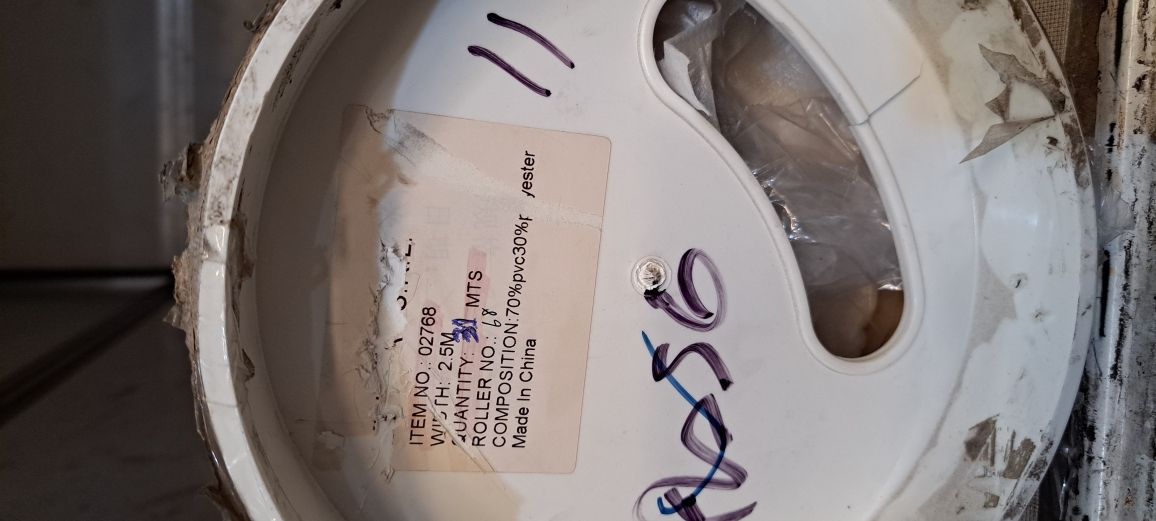 11
ITEM NO.: 02768
WIDTH: 2.5M
QUANTITY: 31 MTS
ROLLER NO.: 68
COMPOSITION:70%pvc30%p yester
Made In China